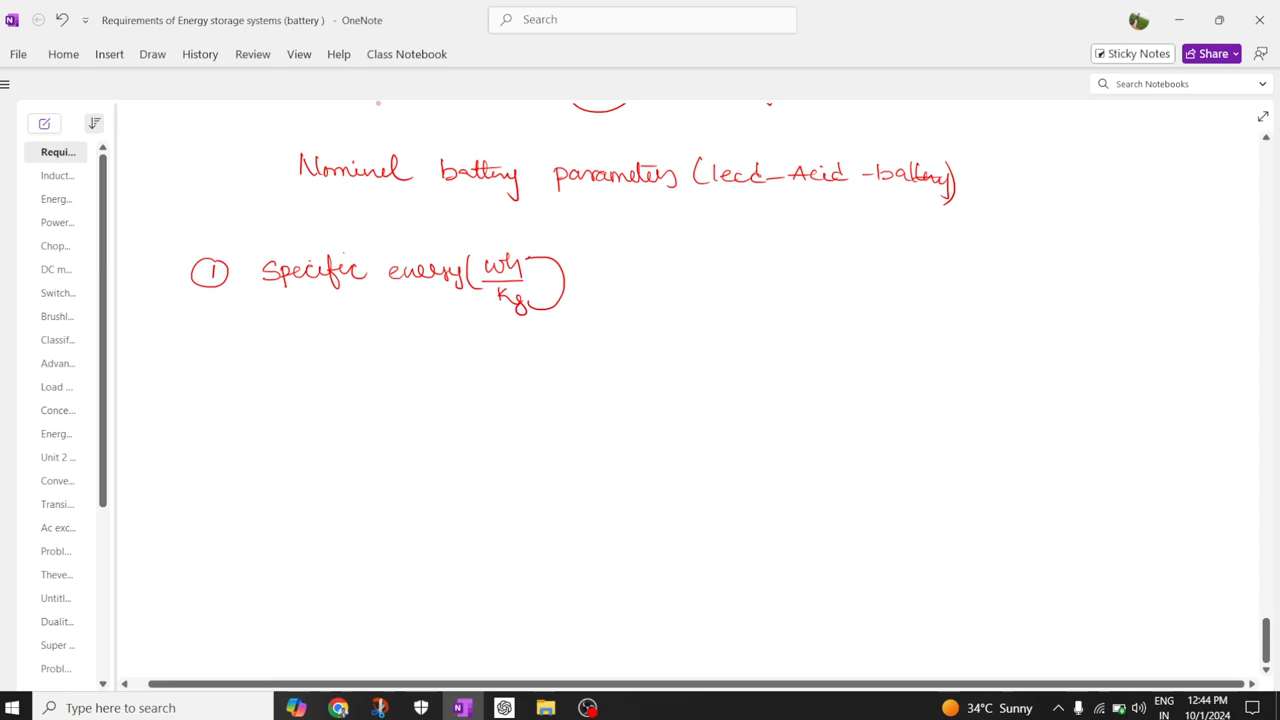 Requirements of Energy storage systems (battery ) - OneNote
Search
File Home Insert Draw History Review View Help Class Notebook
Sticky Notes
Share
Search Notebooks
Requi...
Induct...
Energ...
Power...
Chop...
DC m...
Switch...
Brushl...
Classif...
Advan...
Load ...
Conce...
Energ...
Unit 2 ...
Conve...
Transi...
Ac exc...
Probl...
Theve...
Untitl...
Dualit...
Super ...
Probl...
Nominel battery parameters (lead-Acid-battery)
① Specific energy (Wh/Kg)
Type here to search
34°C Sunny
ENG
IN
12:44 PM
10/1/2024